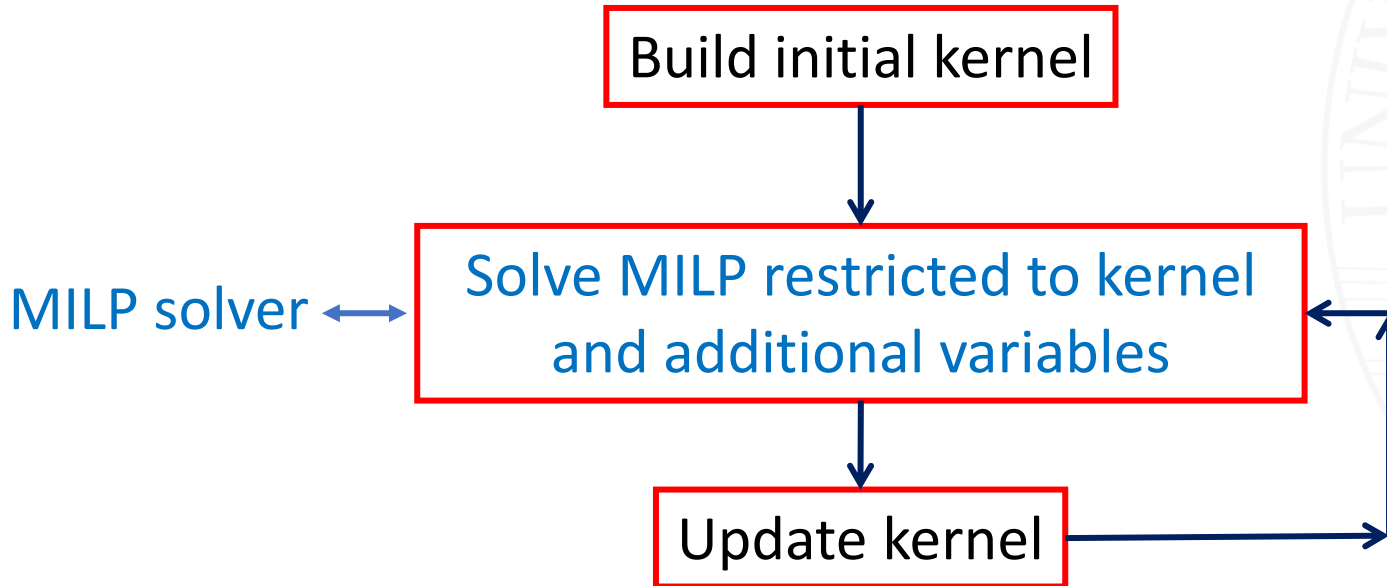 Build initial kernel
Solve MILP restricted to kernel
MILP solver
and additional variables
Update kernel